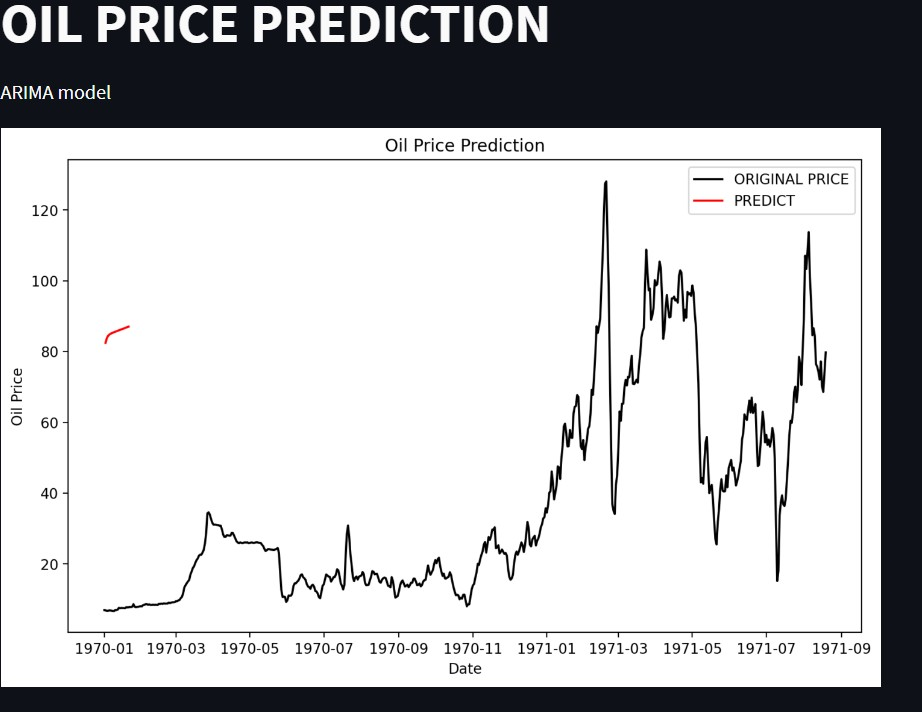 OIL PRICE PREDICTION
ARIMA model
Oil Price Prediction
ORIGINAL PRICE
PREDICT
120
100
80
60
40
20
Oil Price
1970-01 1970-03 1970-05 1970-07 1970-09 1970-11 1971-01 1971-03 1971-05 1971-07 1971-09
Date